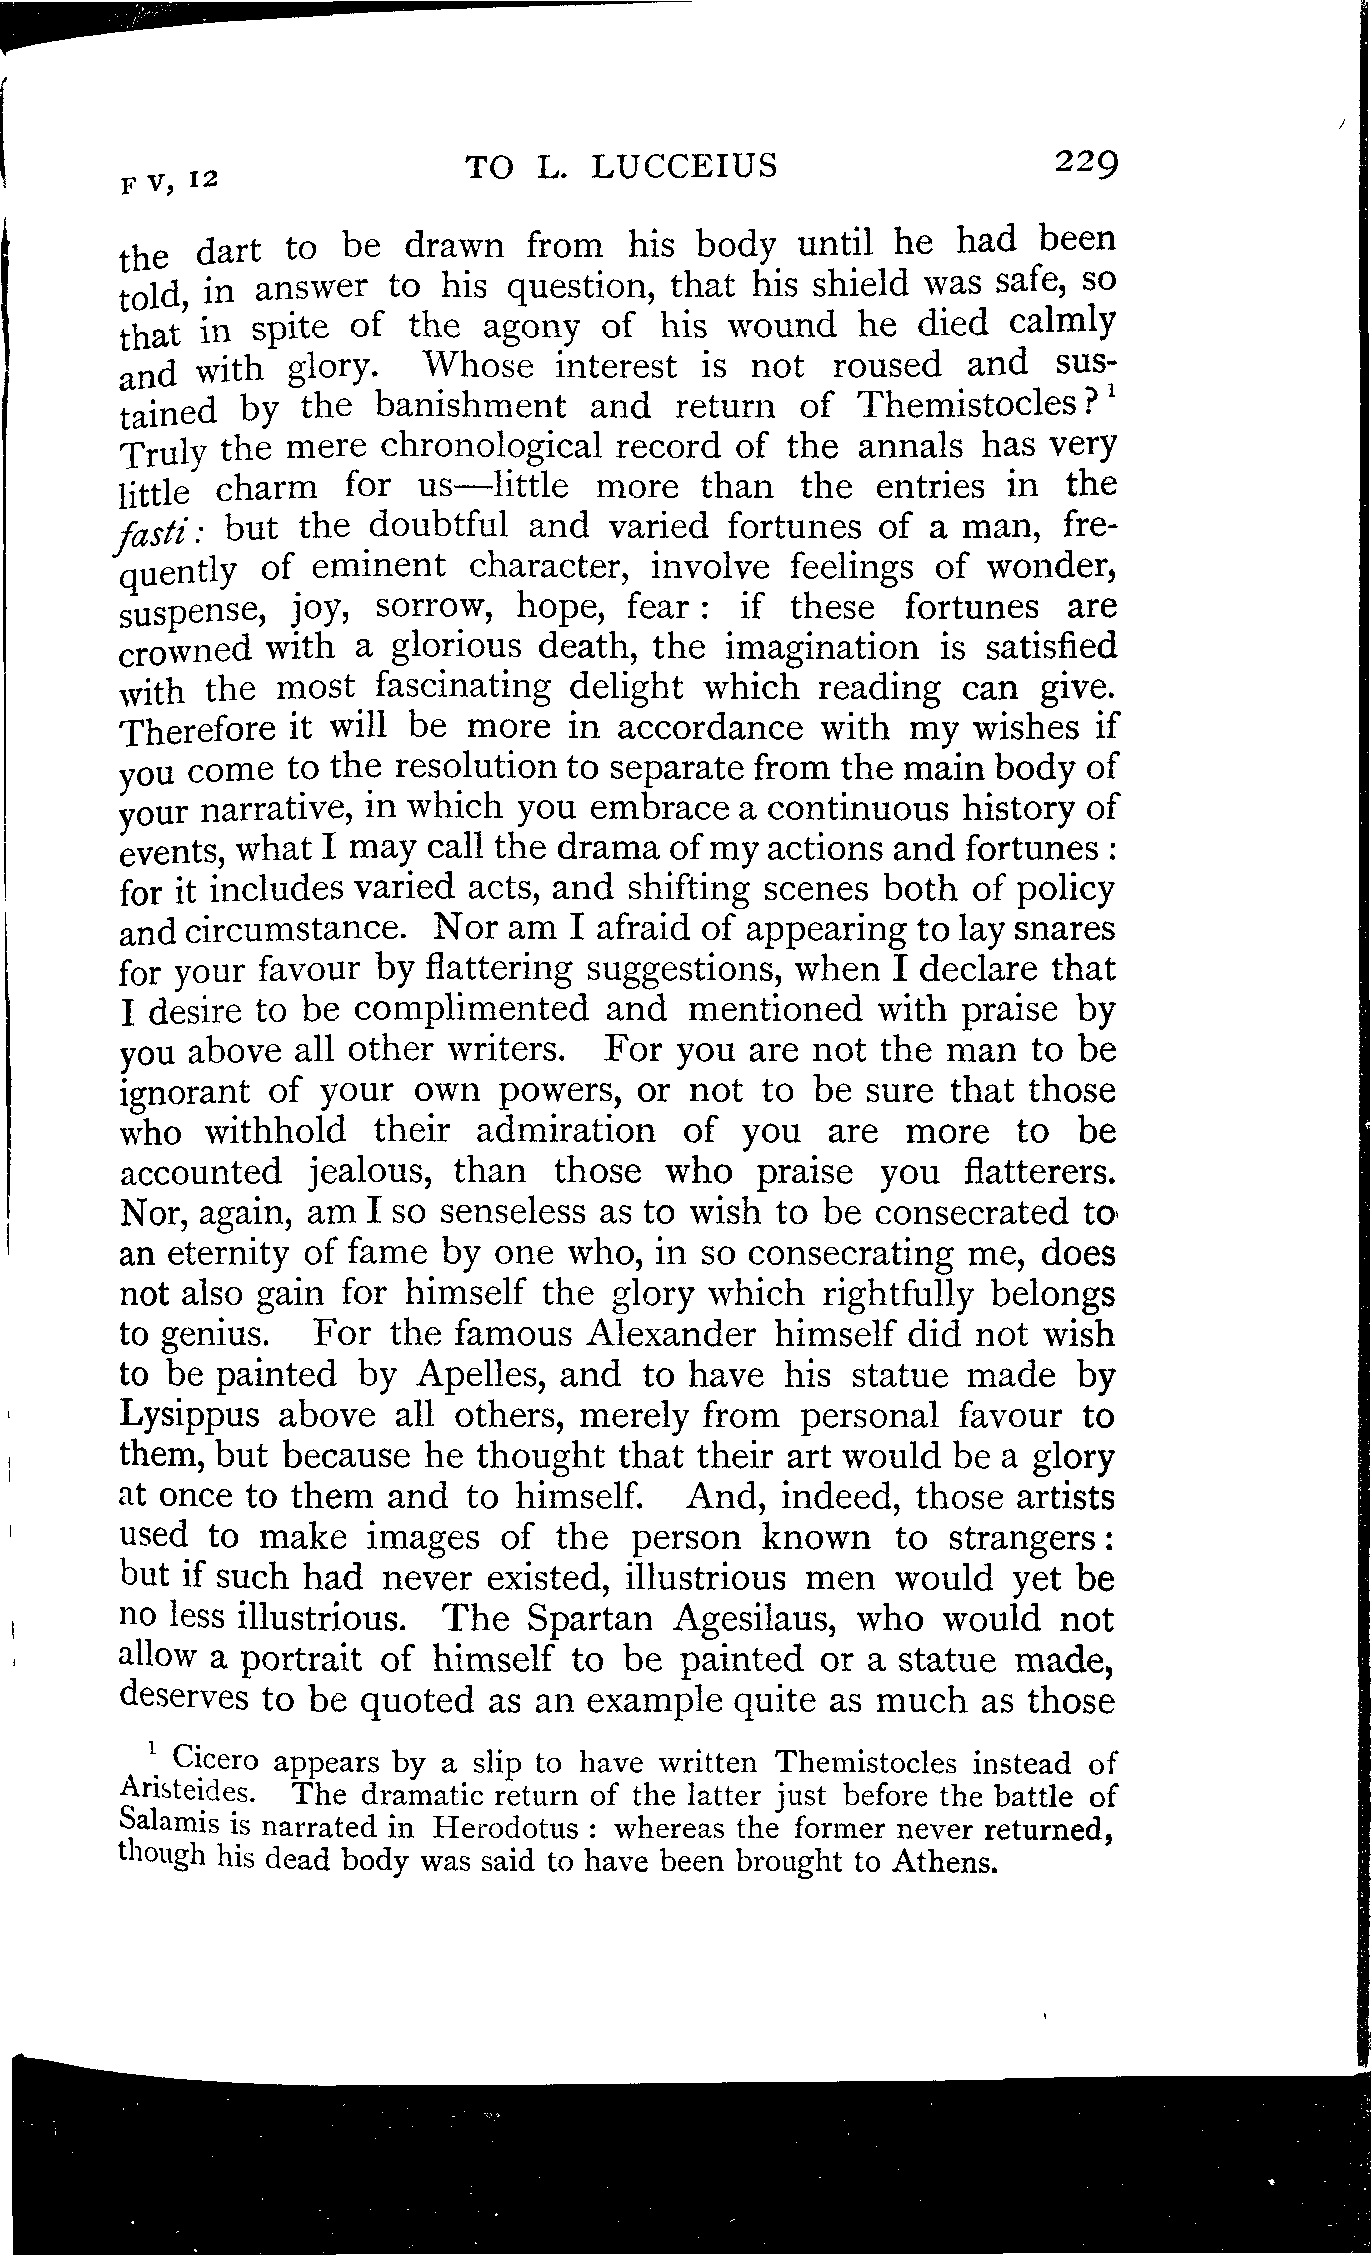 F V, 12 TO L. LUCCEIUS 229
the dart to be drawn from his body until he had been
told, in answer to his question, that his shield was safe, so
that in spite of the agony of his wound he died calmly
and with glory. Whose interest is not roused and sus-
tained by the banishment and return of Themistocles?¹
Truly the mere chronological record of the annals has very
little charm for us—little more than the entries in the
fasti: but the doubtful and varied fortunes of a man, fre-
quently of eminent character, involve feelings of wonder,
suspense, joy, sorrow, hope, fear: if these fortunes are
crowned with a glorious death, the imagination is satisfied
with the most fascinating delight which reading can give.
Therefore it will be more in accordance with my wishes if
you come to the resolution to separate from the main body of
your narrative, in which you embrace a continuous history of
events, what I may call the drama of my actions and fortunes:
for it includes varied acts, and shifting scenes both of policy
and circumstance. Nor am I afraid of appearing to lay snares
for your favour by flattering suggestions, when I declare that
I desire to be complimented and mentioned with praise by
you above all other writers. For you are not the man to be
ignorant of your own powers, or not to be sure that those
who withhold their admiration of you are more to be
accounted jealous, than those who praise you flatterers.
Nor, again, am I so senseless as to wish to be consecrated to
an eternity of fame by one who, in so consecrating me, does
not also gain for himself the glory which rightfully belongs
to genius. For the famous Alexander himself did not wish
to be painted by Apelles, and to have his statue made by
Lysippus above all others, merely from personal favour to
them, but because he thought that their art would be a glory
at once to them and to himself. And, indeed, those artists
used to make images of the person known to strangers:
but if such had never existed, illustrious men would yet be
no less illustrious. The Spartan Agesilaus, who would not
allow a portrait of himself to be painted or a statue made,
deserves to be quoted as an example quite as much as those
¹ Cicero appears by a slip to have written Themistocles instead of
Aristeides. The dramatic return of the latter just before the battle of
Salamis is narrated in Herodotus: whereas the former never returned,
though his dead body was said to have been brought to Athens.